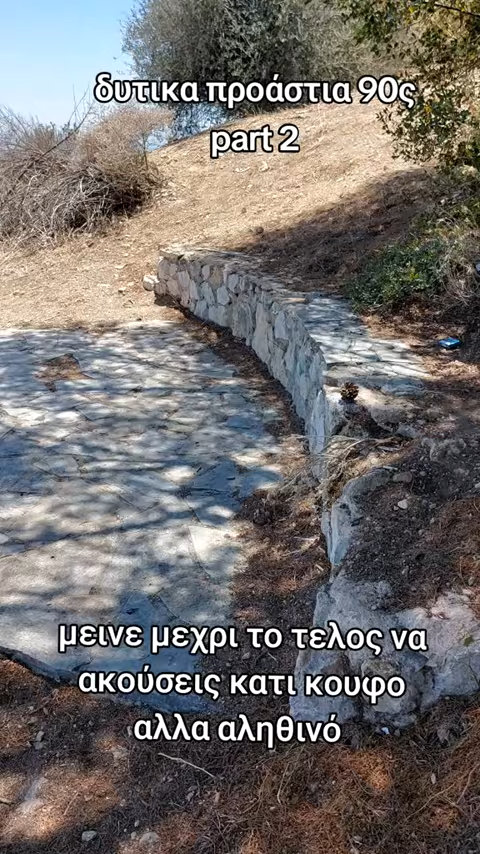 δυτικα προάστια 90ς
part 2
μεινε μεχρι το τελος να
ακούσεις κατι κουφο
αλλα αληθινό